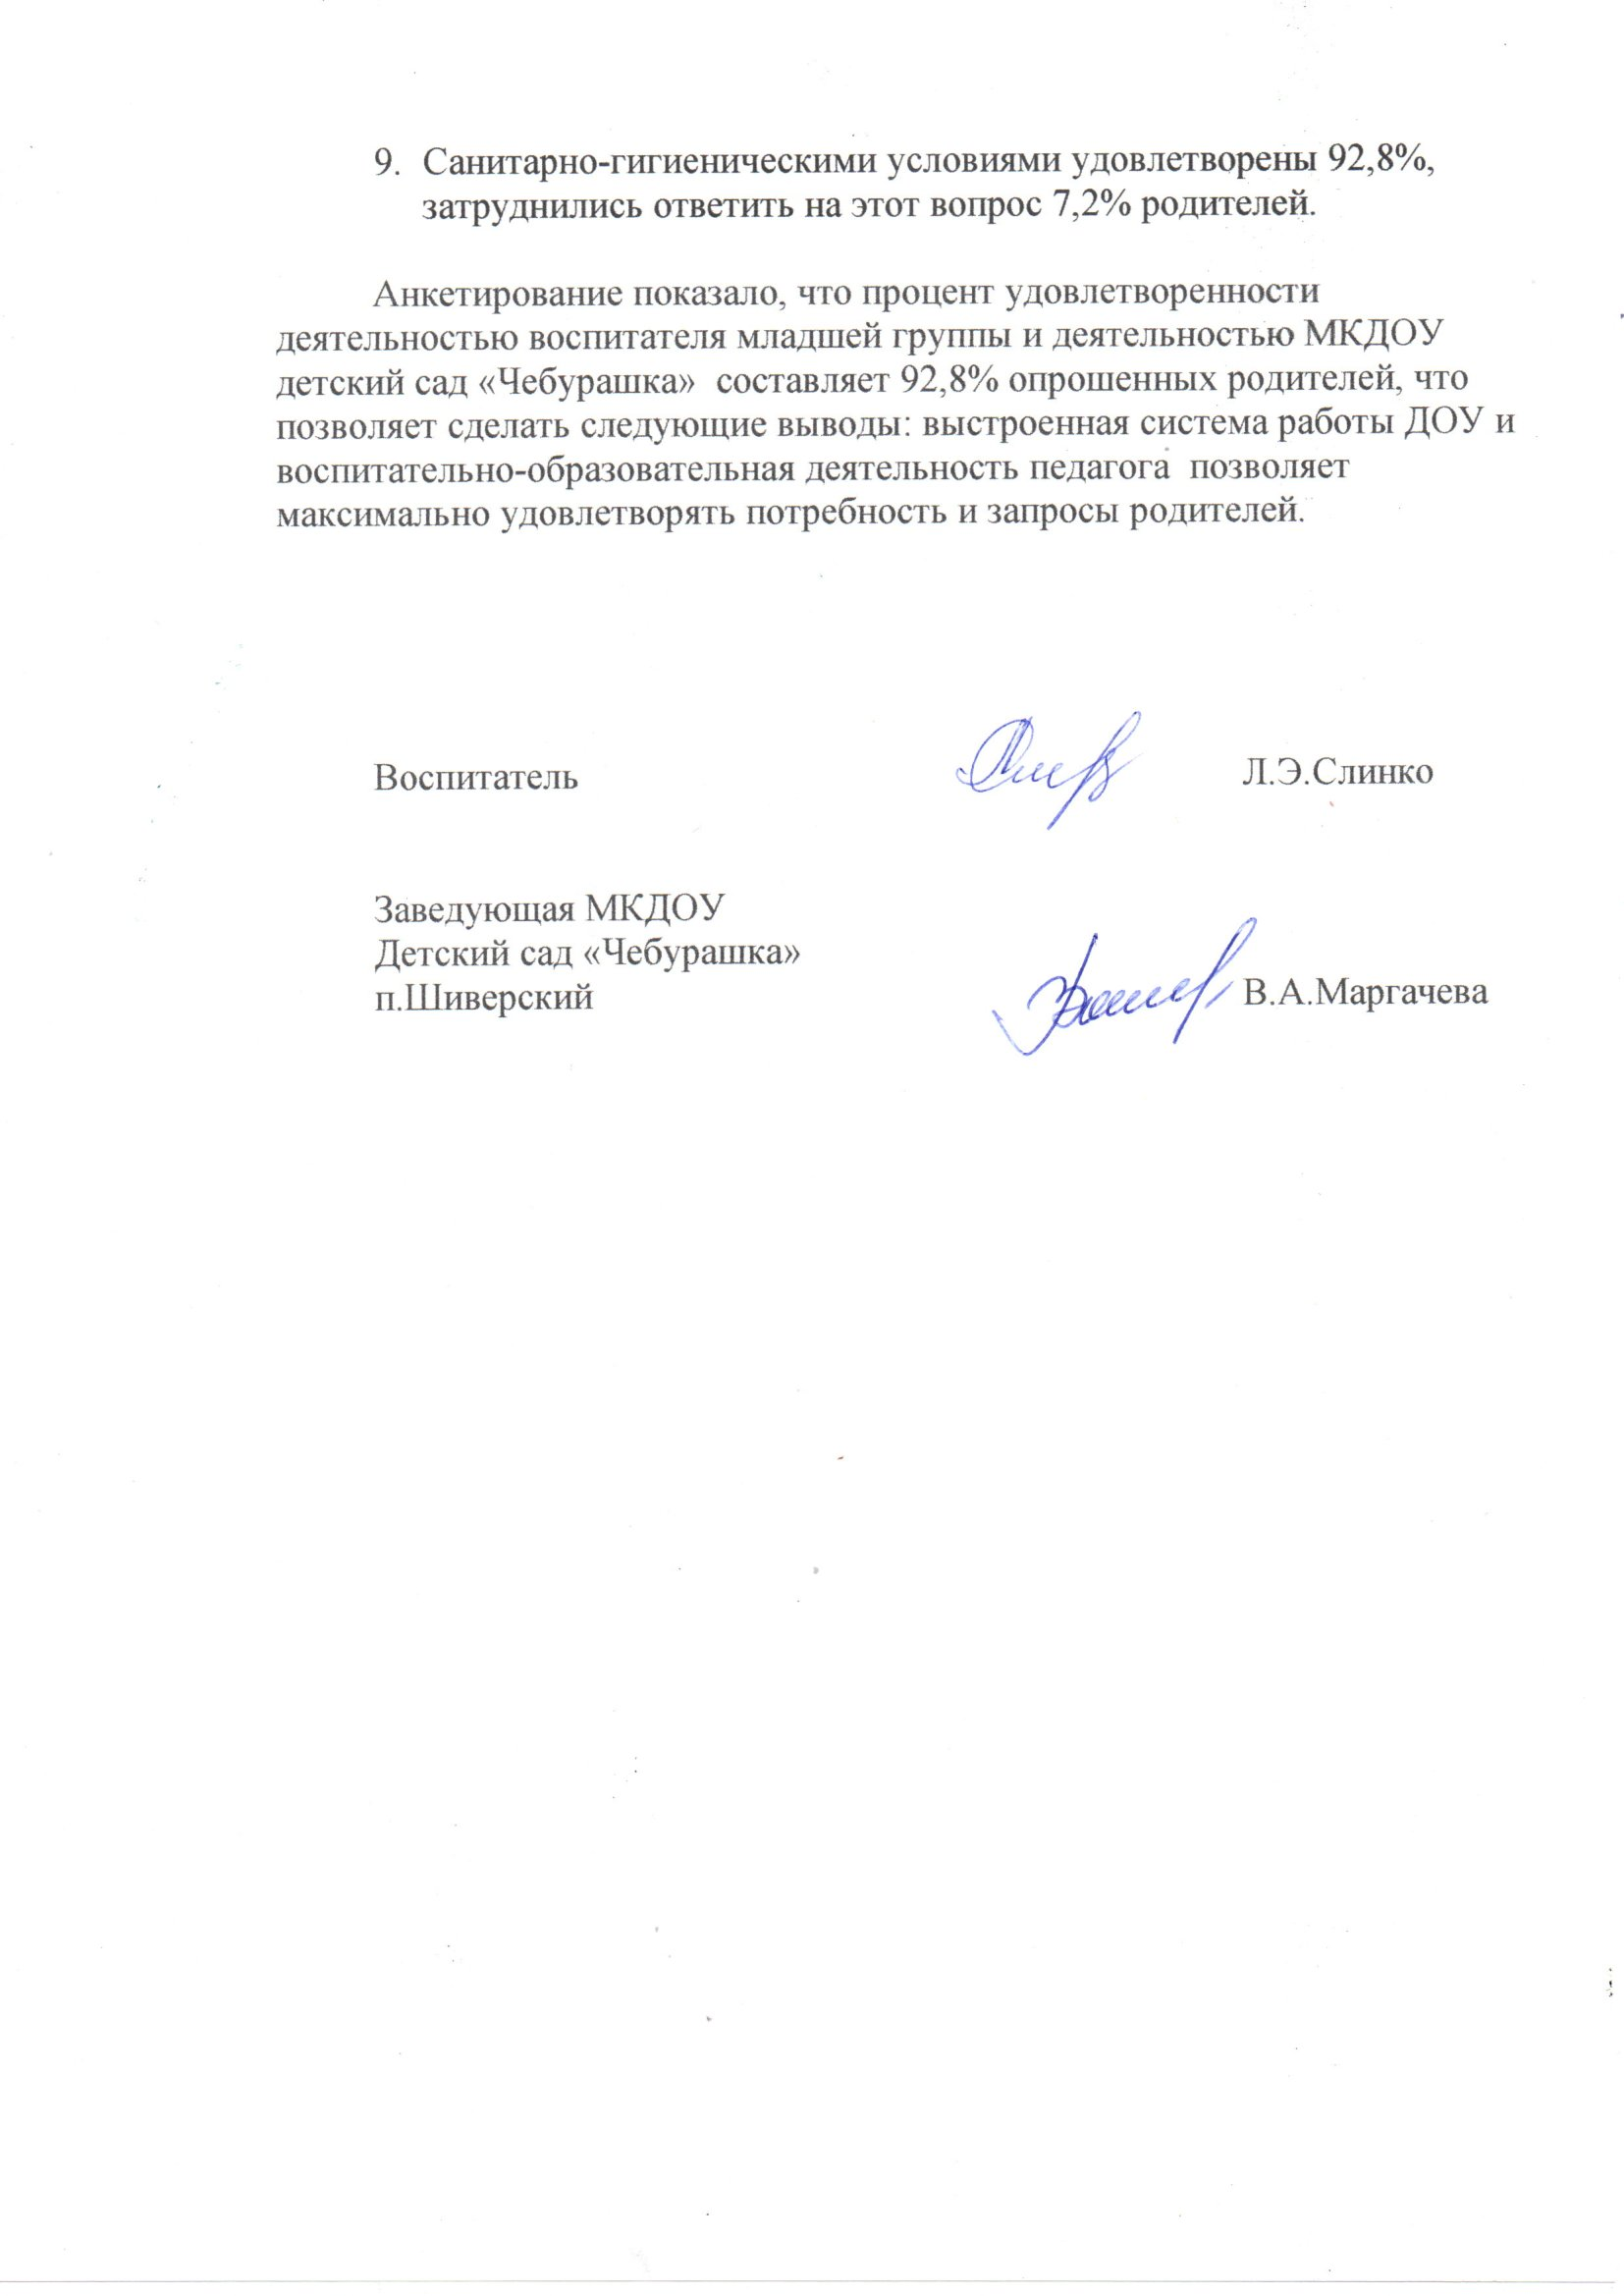 9. Санитарно-гигиеническими условиями удовлетворены 92,8%,
затруднились ответить на этот вопрос 7,2% родителей.
Анкетирование показало, что процент удовлетворенности
деятельностью воспитателя младшей группы и деятельностью МКДОУ
детский сад «Чебурашка» составляет 92,8% опрошенных родителей, что
позволяет сделать следующие выводы: выстроенная система работы ДОУ и
воспитательно-образовательная деятельность педагога позволяет
максимально удовлетворять потребность и запросы родителей.
Воспитатель Л.Э.Слинко
Заведующая МКДОУ
Детский сад «Чебурашка»
п.Шиверский В.А.Маргачева